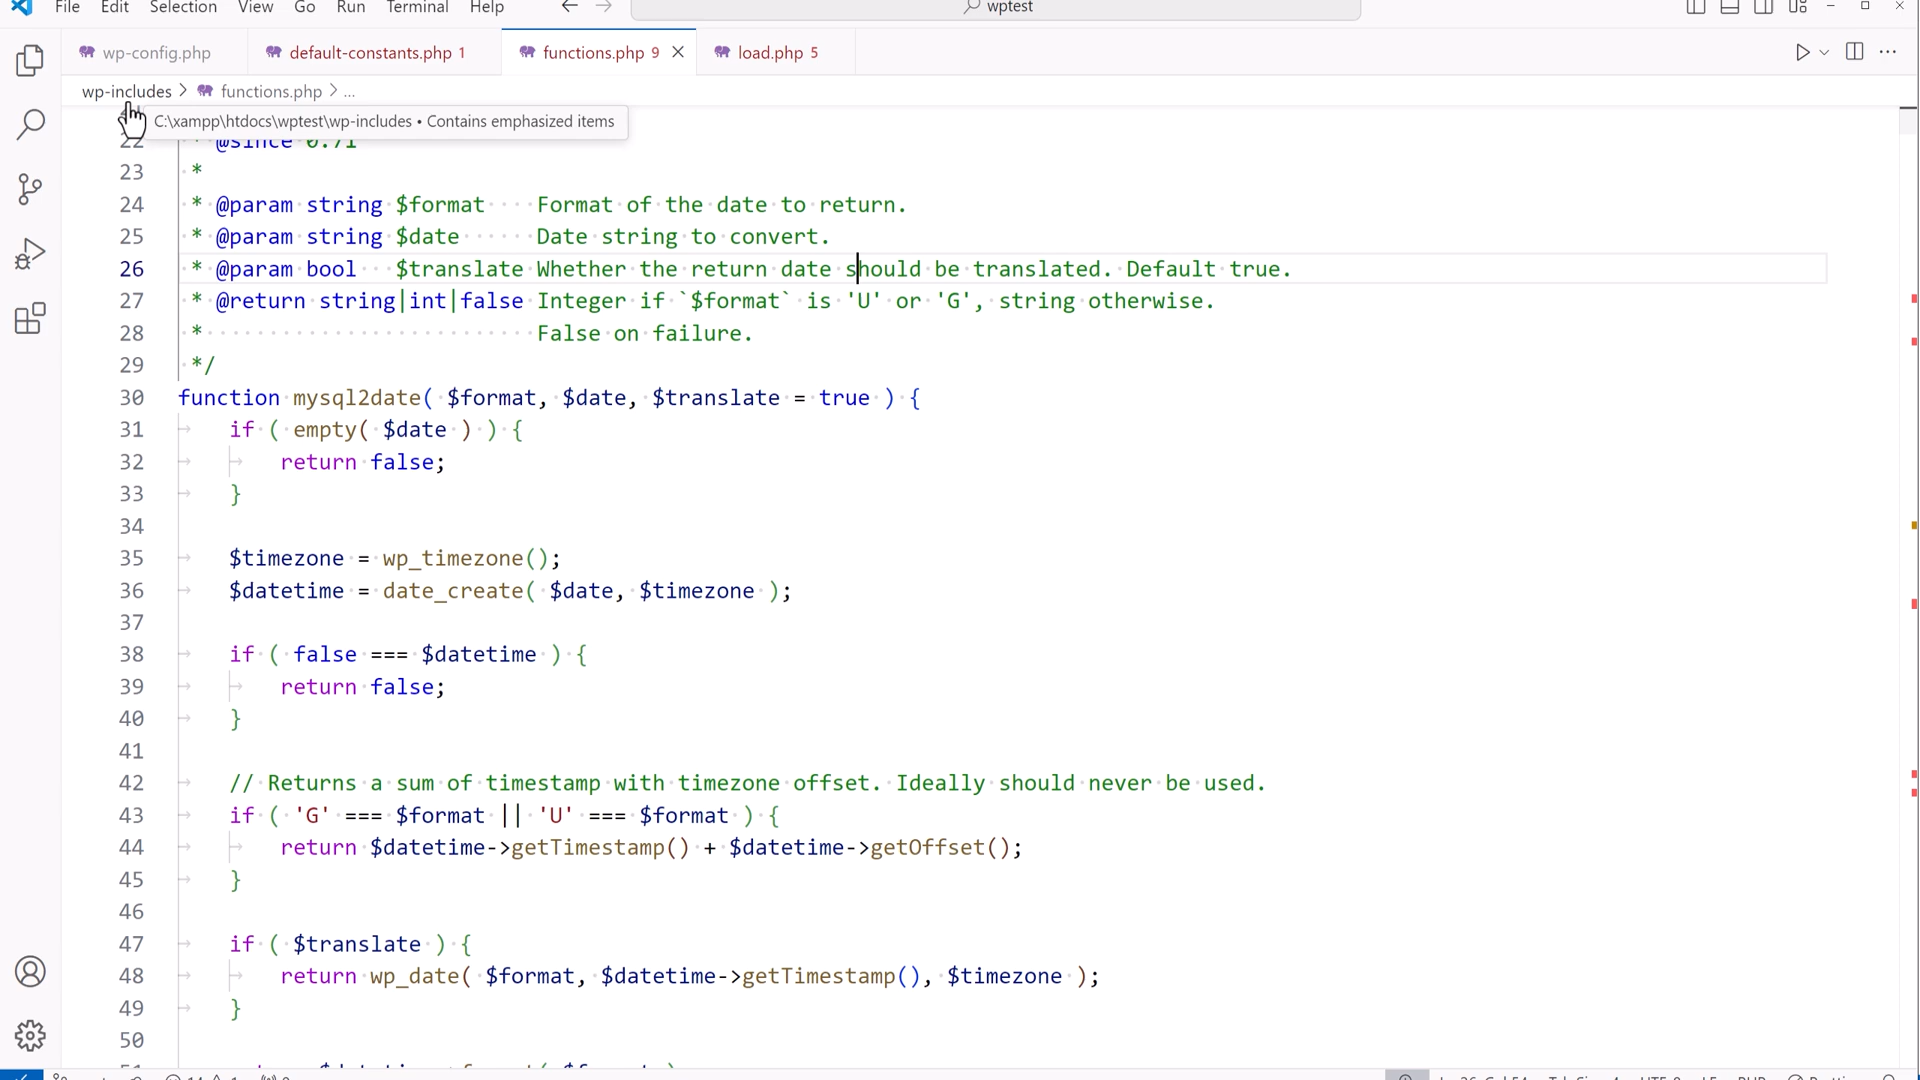 File Edit Selection View Go Run Terminal Help wptest
wp-config.php default-constants.php 1 functions.php 9 load.php 5
wp-includes > functions.php > ...
C:\xampp\htdocs\wptest\wp-includes • Contains emphasized items
22 * @since 0.71
23 *
24 * @param string $format Format of the date to return.
25 * @param string $date Date string to convert.
26 * @param bool $translate Whether the return date should be translated. Default true.
27 * @return string|int|false Integer if `$format` is 'U' or 'G', string otherwise.
28 * False on failure.
29 */
30 function mysql2date( $format, $date, $translate = true ) {
31 if ( empty( $date ) ) {
32 return false;
33 }
34
35 $timezone = wp_timezone();
36 $datetime = date_create( $date, $timezone );
37
38 if ( false === $datetime ) {
39 return false;
40 }
41
42 // Returns a sum of timestamp with timezone offset. Ideally should never be used.
43 if ( 'G' === $format || 'U' === $format ) {
44 return $datetime->getTimestamp() + $datetime->getOffset();
45 }
46
47 if ( $translate ) {
48 return wp_date( $format, $datetime->getTimestamp(), $timezone );
49 }
50